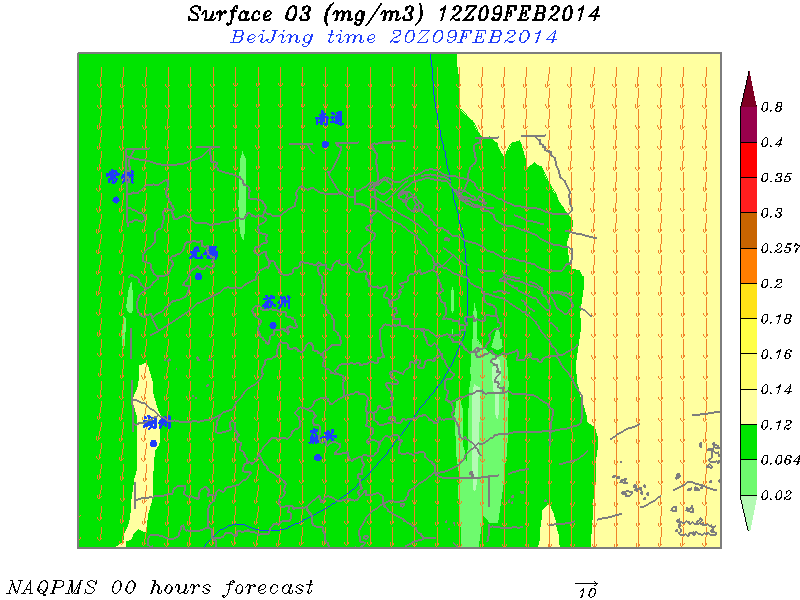 Surface O3 (mg/m3) 12Z09FEB2014
BeiJing time 20Z09FEB2014
南通
常州
无锡
苏州
湖州
嘉兴
0.8
0.4
0.35
0.3
0.257
0.2
0.18
0.16
0.14
0.12
0.064
0.02
NAQPMS 00 hours forecast
10